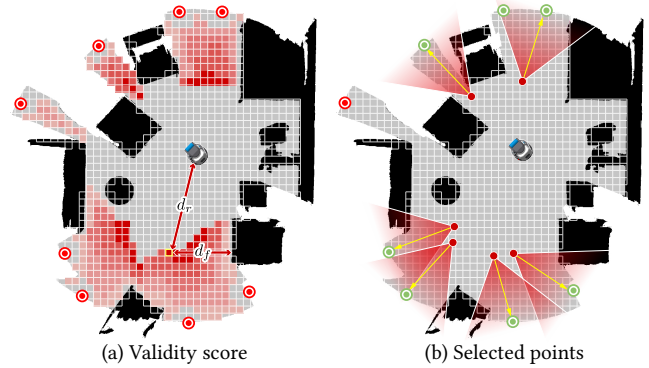 d_r
d_f
(a) Validity score
(b) Selected points